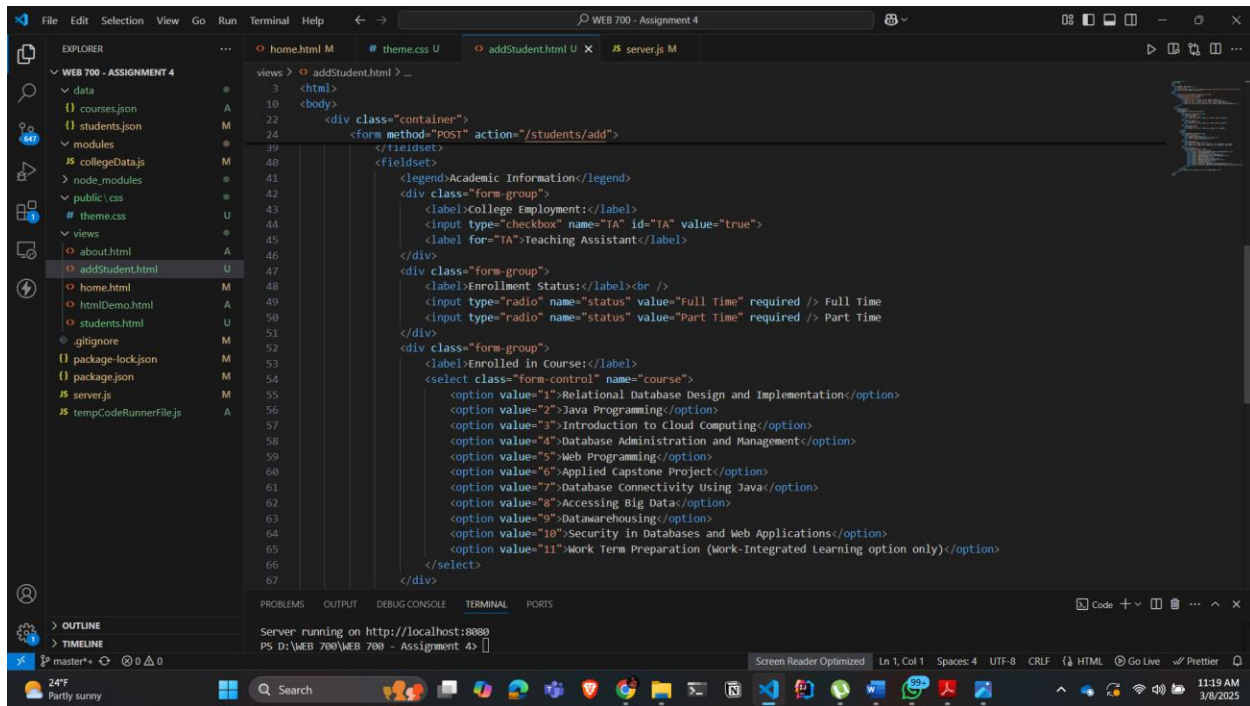 File Edit Selection View Go Run Terminal Help
WEB 700 - Assignment 4
EXPLORER
WEB 700 - ASSIGNMENT 4
data
{} courses.json A
{} students.json M
modules
JS collegeData.js M
node_modules
public\css
# theme.css U
views
about.html A
addStudent.html U
home.html M
htmlDemo.html A
students.html U
.gitignore M
{} package-lock.json M
{} package.json M
JS server.js M
JS tempCodeRunnerFile.js A
OUTLINE
TIMELINE
647
1
1
home.html M # theme.css U addStudent.html U JS server.js M
views > addStudent.html > ...
3 <html>
10 <body>
22 <div class="container">
24 <form method="POST" action="/students/add">
39 </fieldset>
40 <fieldset>
41 <legend>Academic Information</legend>
42 <div class="form-group">
43 <label>College Employment:</label>
44 <input type="checkbox" name="TA" id="TA" value="true">
45 <label for="TA">Teaching Assistant</label>
46 </div>
47 <div class="form-group">
48 <label>Enrollment Status:</label><br />
49 <input type="radio" name="status" value="Full Time" required /> Full Time
50 <input type="radio" name="status" value="Part Time" required /> Part Time
51 </div>
52 <div class="form-group">
53 <label>Enrolled in Course:</label>
54 <select class="form-control" name="course">
55 <option value="1">Relational Database Design and Implementation</option>
56 <option value="2">Java Programming</option>
57 <option value="3">Introduction to Cloud Computing</option>
58 <option value="4">Database Administration and Management</option>
59 <option value="5">Web Programming</option>
60 <option value="6">Applied Capstone Project</option>
61 <option value="7">Database Connectivity Using Java</option>
62 <option value="8">Accessing Big Data</option>
63 <option value="9">Datawarehousing</option>
64 <option value="10">Security in Databases and Web Applications</option>
65 <option value="11">Work Term Preparation (Work-Integrated Learning option only)</option>
66 </select>
67 </div>
PROBLEMS OUTPUT DEBUG CONSOLE TERMINAL PORTS
Code
Server running on http://localhost:8080
PS D:\WEB 700\WEB 700 - Assignment 4>
master*+ 0 0 Screen Reader Optimized Ln 1, Col 1 Spaces: 4 UTF-8 CRLF HTML Go Live Prettier
24°F
Partly sunny
Search
99+
11:19 AM
3/8/2025